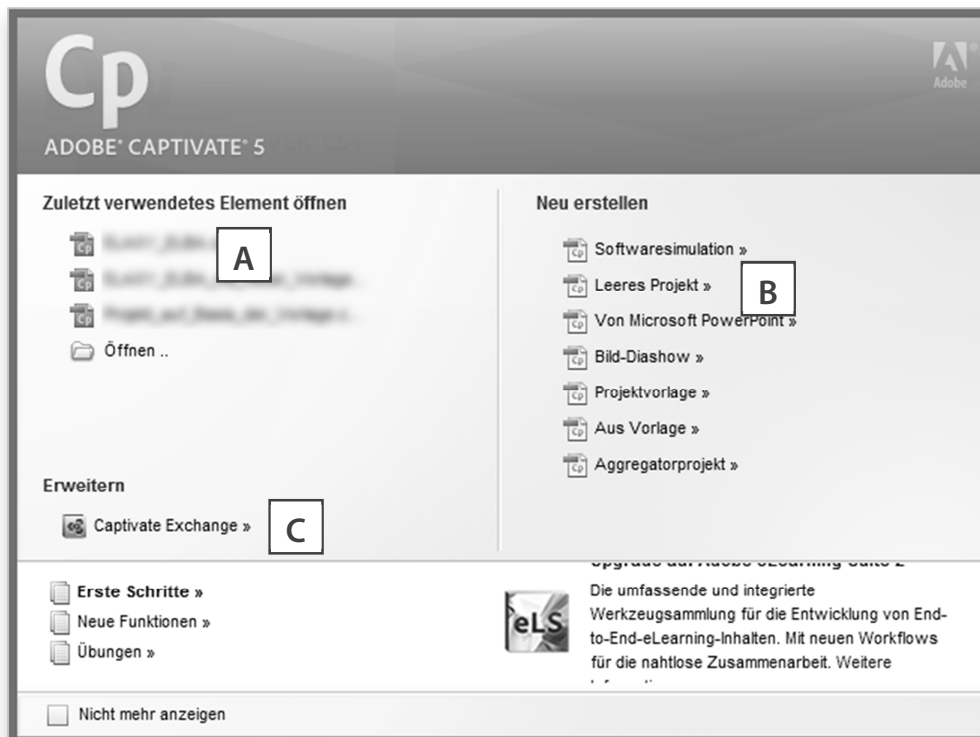 Cp
Adobe
ADOBE® CAPTIVATE® 5
Zuletzt verwendetes Element öffnen
A
Öffnen ..
Erweitern
Captivate Exchange »
C
Neu erstellen
Softwaresimulation »
Leeres Projekt »
B
Von Microsoft PowerPoint »
Bild-Diashow »
Projektvorlage »
Aus Vorlage »
Aggregatorprojekt »
Erste Schritte »
Neue Funktionen »
Übungen »
eLS
Die umfassende und integrierte
Werkzeugsammlung für die Entwicklung von End-
to-End-eLearning-Inhalten. Mit neuen Workflows
für die nahtlose Zusammenarbeit. Weitere
Nicht mehr anzeigen